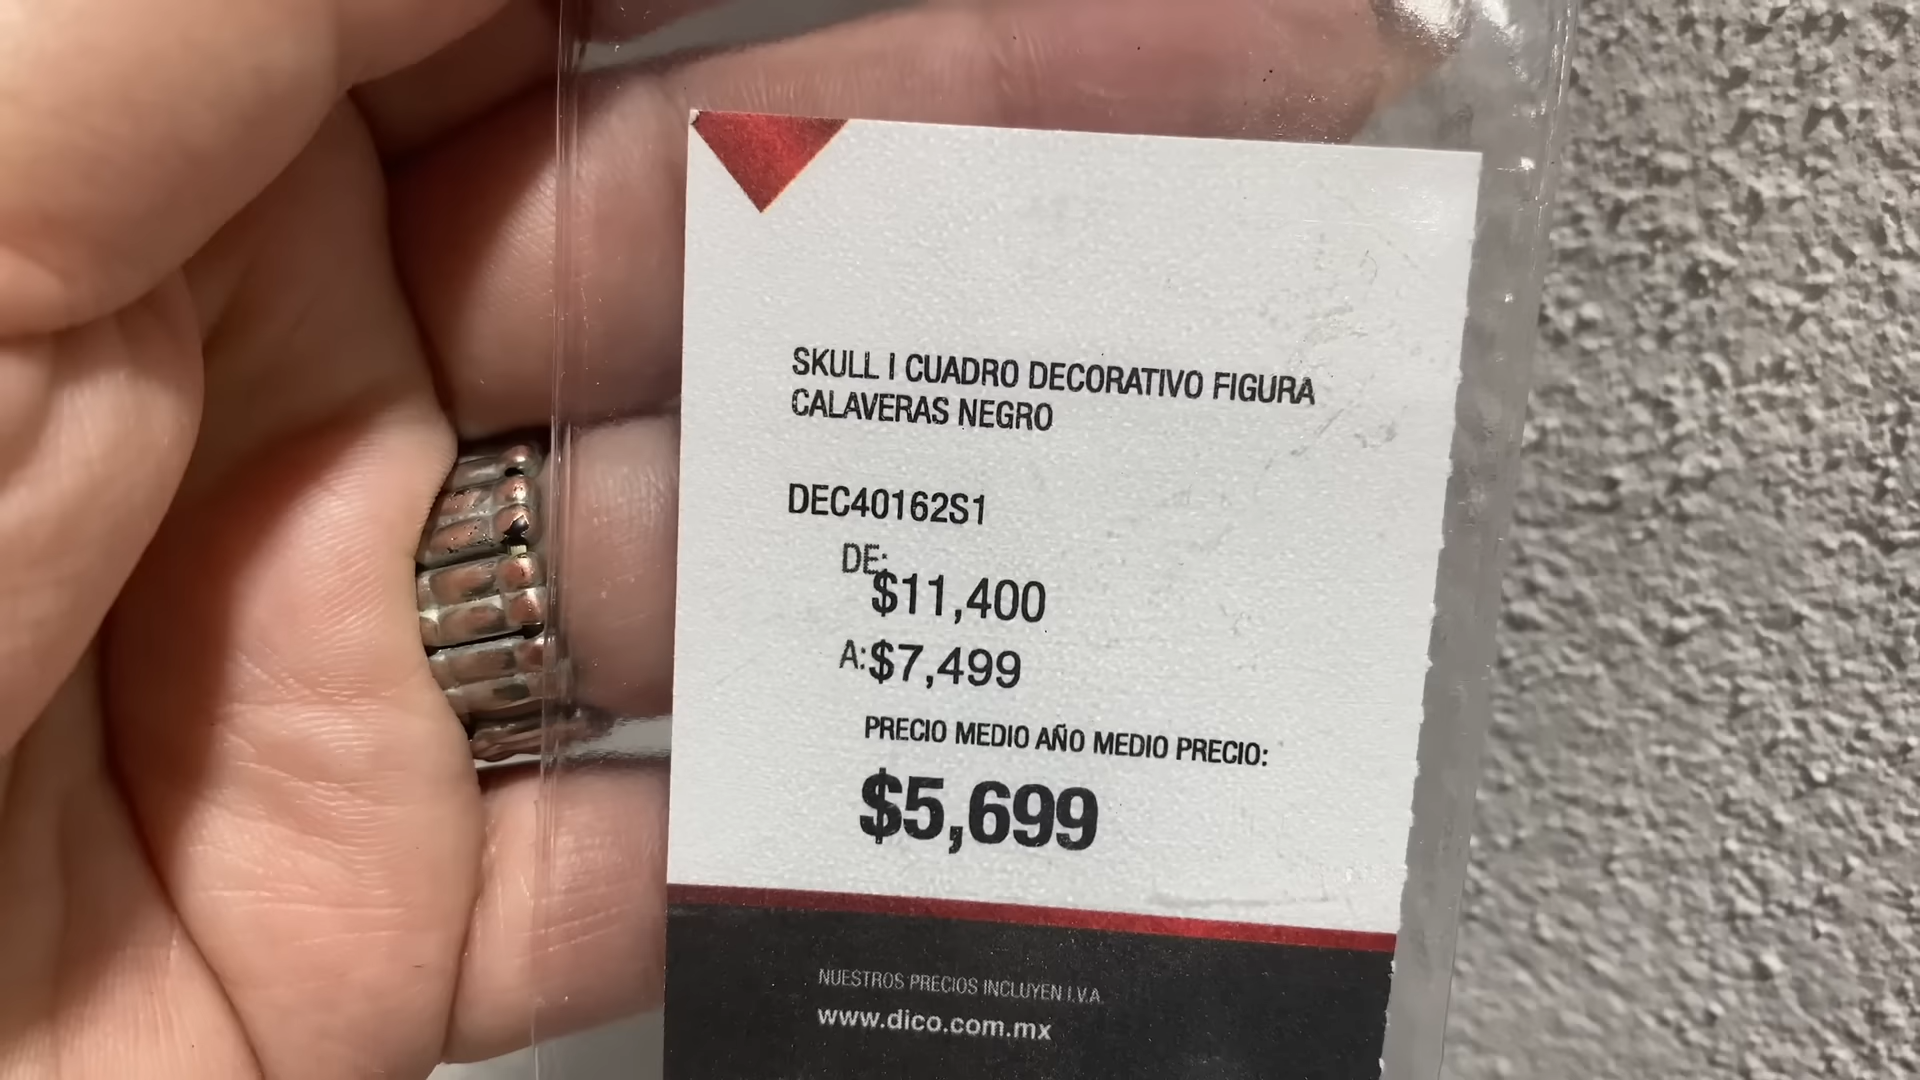 SKULL I CUADRO DECORATIVO FIGURA
CALAVERAS NEGRO
DEC40162S1
DE:
$11,400
A:$7,499
PRECIO MEDIO AÑO MEDIO PRECIO:
$5,699
NUESTROS PRECIOS INCLUYEN I.V.A.
www.dico.com.mx